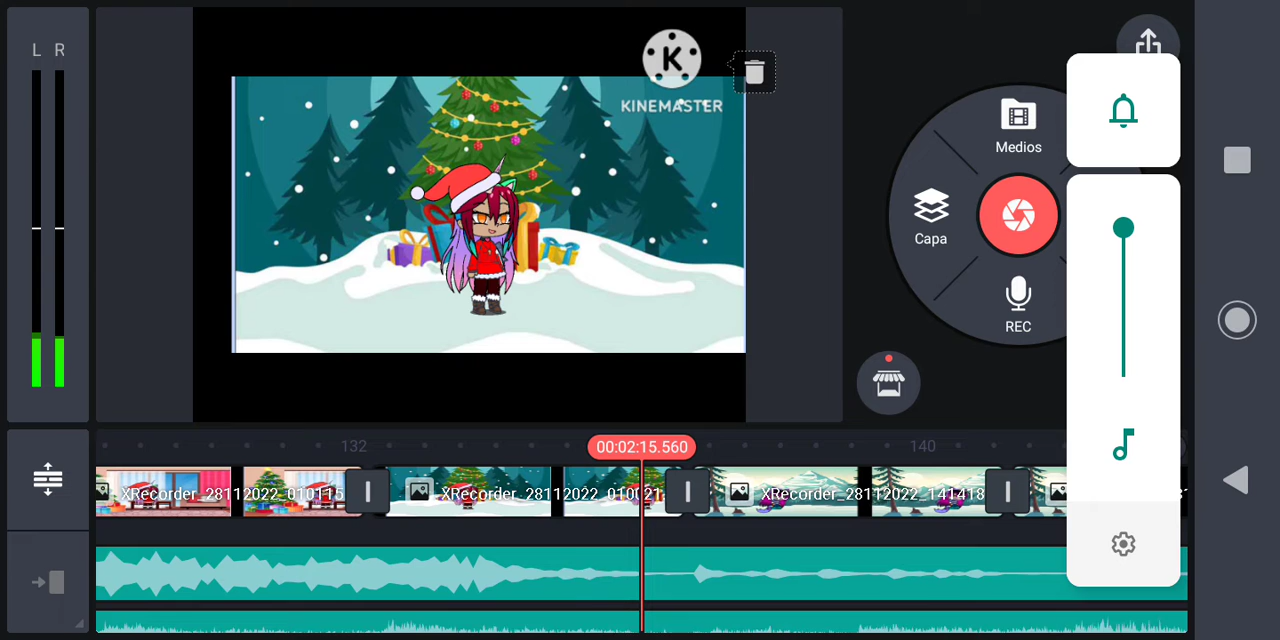 L R
K
KINEMASTER
Medios
Capa
REC
132
00:02:15.560
140
XRecorder_28112022_010115
XRecorder_28112022_010021
XRecorder_28112022_141418